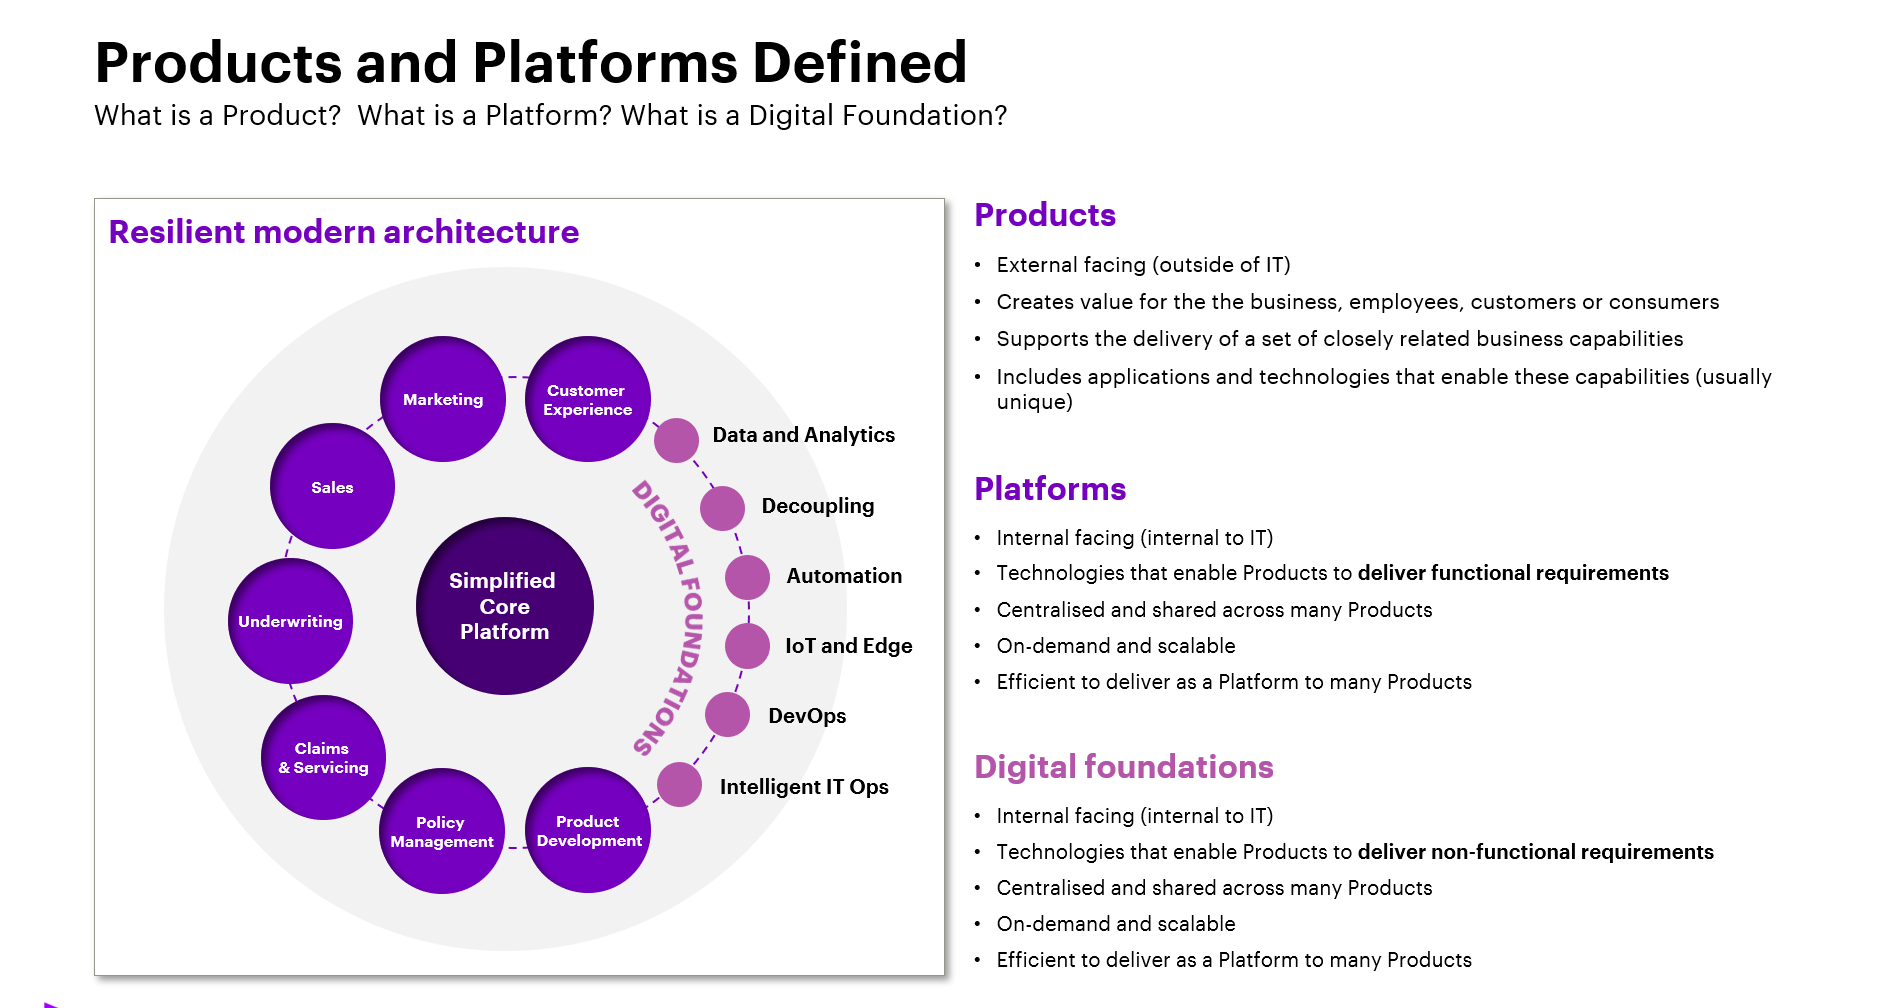 Products and Platforms Defined
What is a Product?  What is a Platform? What is a Digital Foundation?
Resilient modern architecture
Marketing
Customer
Experience
Sales
Underwriting
Claims
& Servicing
Policy
Management
Product
Development
Simplified
Core
Platform
DIGITAL FOUNDATIONS
Data and Analytics
Decoupling
Automation
IoT and Edge
DevOps
Intelligent IT Ops
Products
• External facing (outside of IT)
• Creates value for the the business, employees, customers or consumers
• Supports the delivery of a set of closely related business capabilities
• Includes applications and technologies that enable these capabilities (usually
unique)
Platforms
• Internal facing (internal to IT)
• Technologies that enable Products to deliver functional requirements
• Centralised and shared across many Products
• On-demand and scalable
• Efficient to deliver as a Platform to many Products
Digital foundations
• Internal facing (internal to IT)
• Technologies that enable Products to deliver non-functional requirements
• Centralised and shared across many Products
• On-demand and scalable
• Efficient to deliver as a Platform to many Products